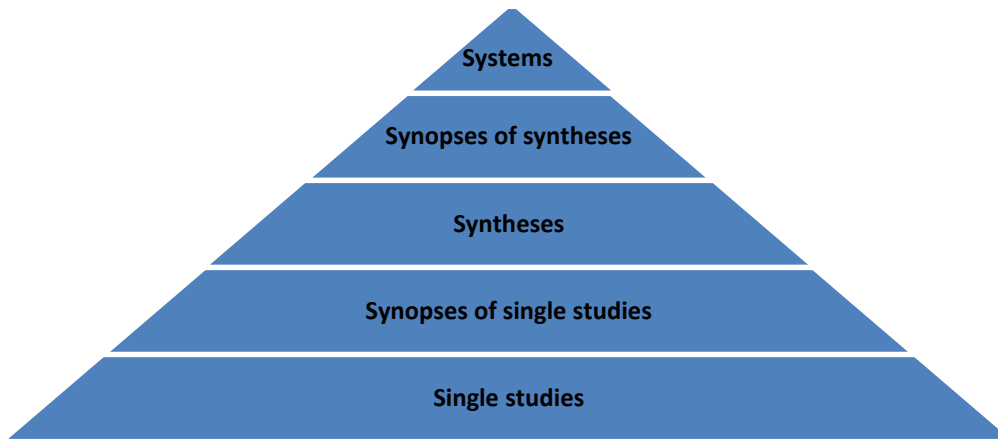 Systems
Synopses of syntheses
Syntheses
Synopses of single studies
Single studies